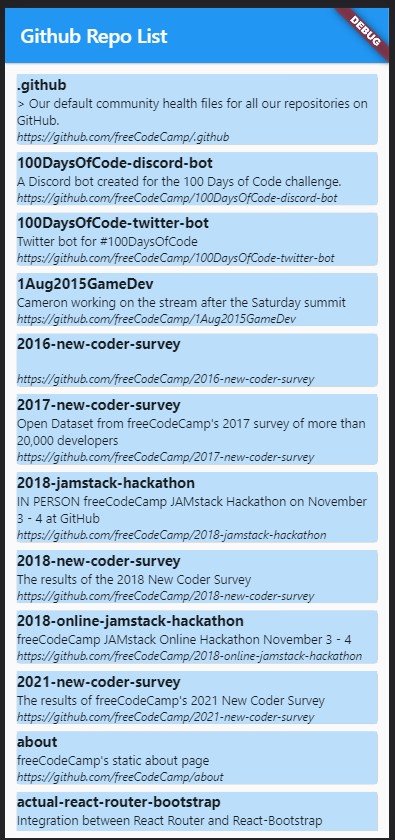 Github Repo List
DEBUG
.github
> Our default community health files for all our repositories on
GitHub.
https://github.com/freeCodeCamp/.github
100DaysOfCode-discord-bot
A Discord bot created for the 100 Days of Code challenge.
https://github.com/freeCodeCamp/100DaysOfCode-discord-bot
100DaysOfCode-twitter-bot
Twitter bot for #100DaysOfCode
https://github.com/freeCodeCamp/100DaysOfCode-twitter-bot
1Aug2015GameDev
Cameron working on the stream after the Saturday summit
https://github.com/freeCodeCamp/1Aug2015GameDev
2016-new-coder-survey
https://github.com/freeCodeCamp/2016-new-coder-survey
2017-new-coder-survey
Open Dataset from freeCodeCamp's 2017 survey of more than
20,000 developers
https://github.com/freeCodeCamp/2017-new-coder-survey
2018-jamstack-hackathon
IN PERSON freeCodeCamp JAMstack Hackathon on November
3 - 4 at GitHub
https://github.com/freeCodeCamp/2018-jamstack-hackathon
2018-new-coder-survey
The results of the 2018 New Coder Survey
https://github.com/freeCodeCamp/2018-new-coder-survey
2018-online-jamstack-hackathon
freeCodeCamp JAMstack Online Hackathon November 3 - 4
https://github.com/freeCodeCamp/2018-online-jamstack-hackathon
2021-new-coder-survey
The results of freeCodeCamp's 2021 New Coder Survey
https://github.com/freeCodeCamp/2021-new-coder-survey
about
freeCodeCamp's static about page
https://github.com/freeCodeCamp/about
actual-react-router-bootstrap
Integration between React Router and React-Bootstrap